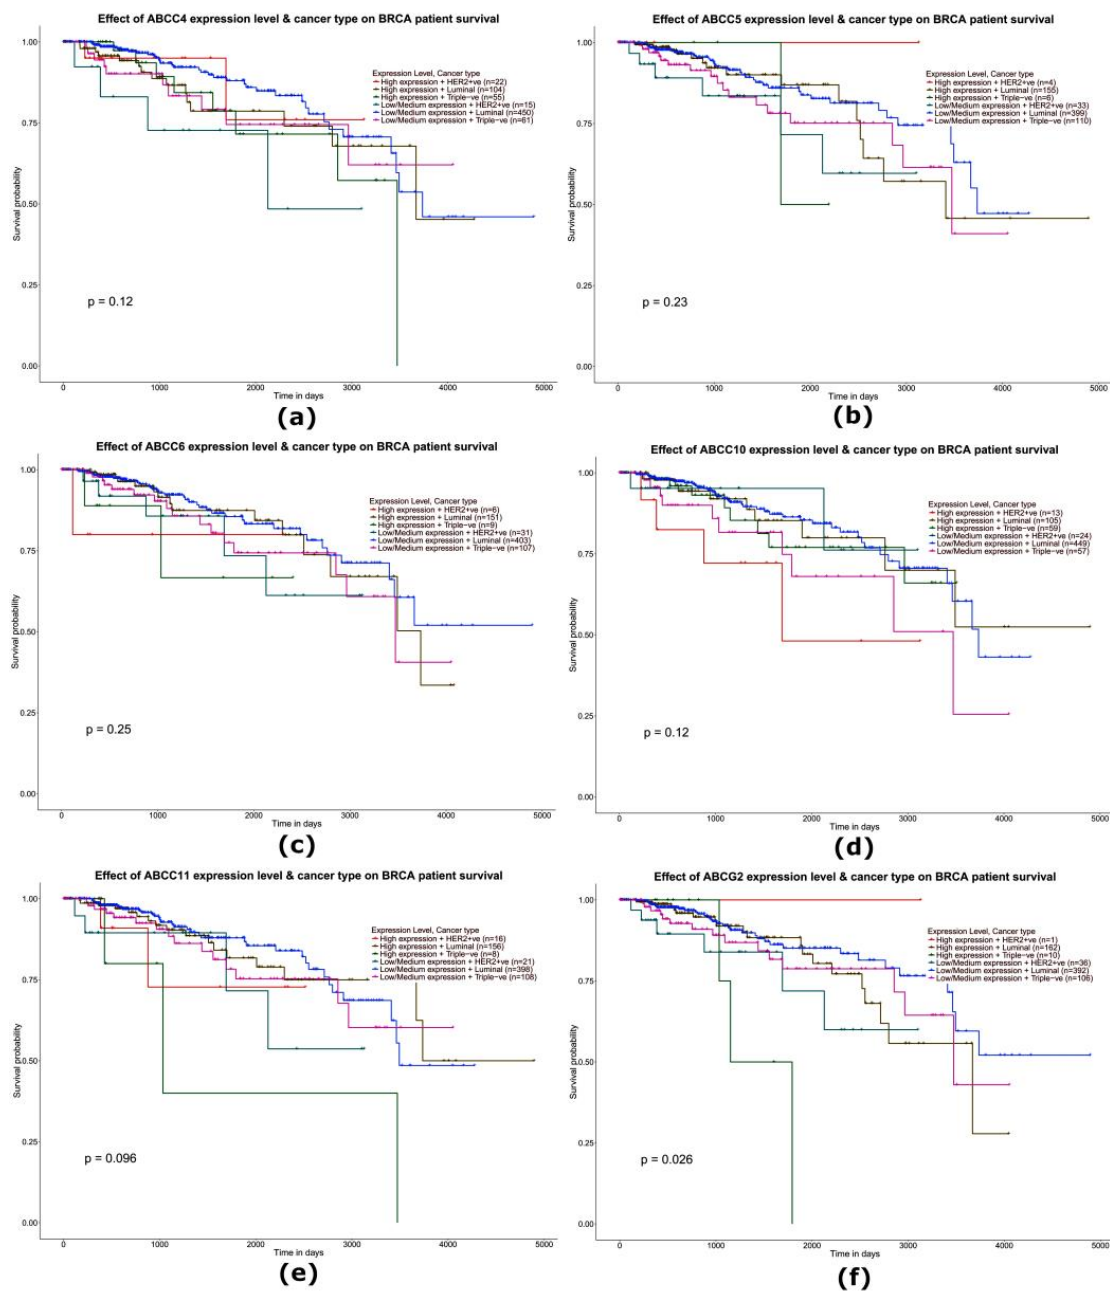 Effect of ABCC4 expression level & cancer type on BRCA patient survival
Survival probability
1.00
0.75
0.50
0.25
0.00
Expression Level, Cancer type
High expression + HER2+ve (n=22)
High expression + Luminal (n=104)
High expression + Triple-ve (n=55)
Low/Medium expression + HER2+ve (n=15)
Low/Medium expression + Luminal (n=450)
Low/Medium expression + Triple-ve (n=61)
p = 0.12
0 1000 2000 3000 4000 5000
Time in days
(a)
Effect of ABCC5 expression level & cancer type on BRCA patient survival
Survival probability
1.00
0.75
0.50
0.25
0.00
Expression Level, Cancer type
High expression + HER2+ve (n=4)
High expression + Luminal (n=155)
High expression + Triple-ve (n=6)
Low/Medium expression + HER2+ve (n=33)
Low/Medium expression + Luminal (n=399)
Low/Medium expression + Triple-ve (n=110)
p = 0.23
0 1000 2000 3000 4000 5000
Time in days
(b)
Effect of ABCC6 expression level & cancer type on BRCA patient survival
Survival probability
1.00
0.75
0.50
0.25
0.00
Expression Level, Cancer type
High expression + HER2+ve (n=6)
High expression + Luminal (n=151)
High expression + Triple-ve (n=9)
Low/Medium expression + HER2+ve (n=31)
Low/Medium expression + Luminal (n=403)
Low/Medium expression + Triple-ve (n=107)
p = 0.25
0 1000 2000 3000 4000 5000
Time in days
(c)
Effect of ABCC10 expression level & cancer type on BRCA patient survival
Survival probability
1.00
0.75
0.50
0.25
0.00
Expression Level, Cancer type
High expression + HER2+ve (n=13)
High expression + Luminal (n=105)
High expression + Triple-ve (n=59)
Low/Medium expression + HER2+ve (n=24)
Low/Medium expression + Luminal (n=449)
Low/Medium expression + Triple-ve (n=57)
p = 0.12
0 1000 2000 3000 4000 5000
Time in days
(d)
Effect of ABCC11 expression level & cancer type on BRCA patient survival
Survival probability
1.00
0.75
0.50
0.25
0.00
Expression Level, Cancer type
High expression + HER2+ve (n=16)
High expression + Luminal (n=156)
High expression + Triple-ve (n=8)
Low/Medium expression + HER2+ve (n=21)
Low/Medium expression + Luminal (n=398)
Low/Medium expression + Triple-ve (n=108)
p = 0.096
0 1000 2000 3000 4000 5000
Time in days
(e)
Effect of ABCG2 expression level & cancer type on BRCA patient survival
Survival probability
1.00
0.75
0.50
0.25
0.00
Expression Level, Cancer type
High expression + HER2+ve (n=1)
High expression + Luminal (n=162)
High expression + Triple-ve (n=10)
Low/Medium expression + HER2+ve (n=36)
Low/Medium expression + Luminal (n=392)
Low/Medium expression + Triple-ve (n=106)
p = 0.026
0 1000 2000 3000 4000 5000
Time in days
(f)